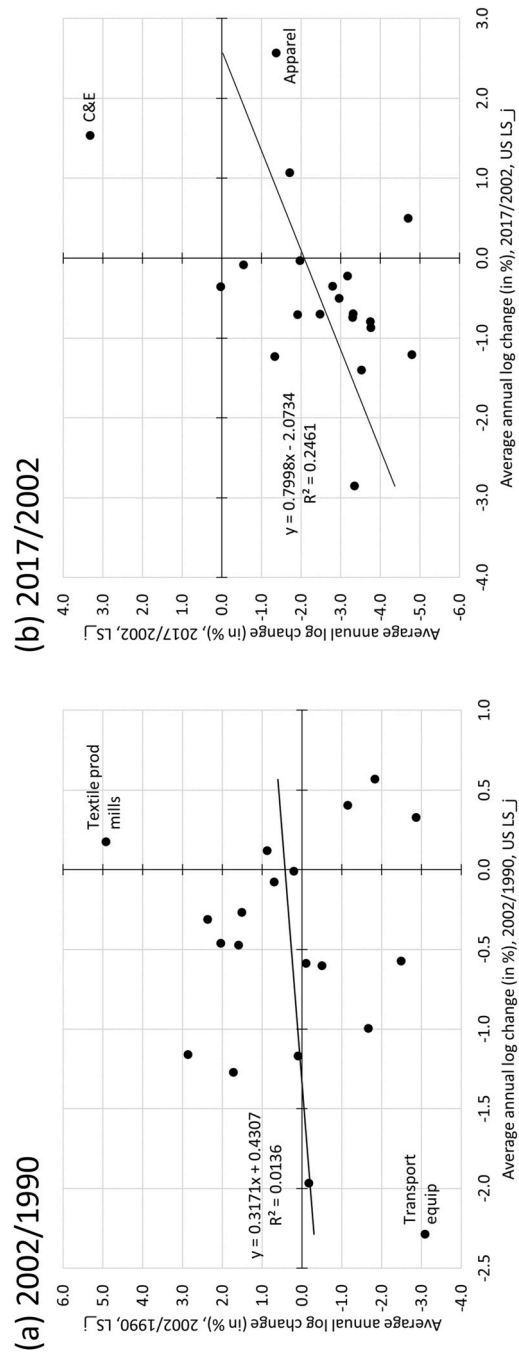 (a) 2002/1990
6.0
5.0
4.0
3.0
2.0
1.0
0.0
-1.0
-2.0
-3.0
-4.0
Average annual log change (in %), 2002/1990, LS_j
Textile prod
mills
y = 0.3171x + 0.4307
R² = 0.0136
Transport
equip
-2.5
-2.0
-1.5
-1.0
-0.5
0.0
0.5
1.0
Average annual log change (in %), 2002/1990, US LS_j
(b) 2017/2002
4.0
3.0
2.0
1.0
0.0
-1.0
-2.0
-3.0
-4.0
-5.0
-6.0
Average annual log change (in %), 2017/2002, LS_j
C&E
Apparel
y = 0.7998x - 2.0734
R² = 0.2461
-4.0
-3.0
-2.0
-1.0
0.0
1.0
2.0
3.0
Average annual log change (in %), 2017/2002, US LS_j